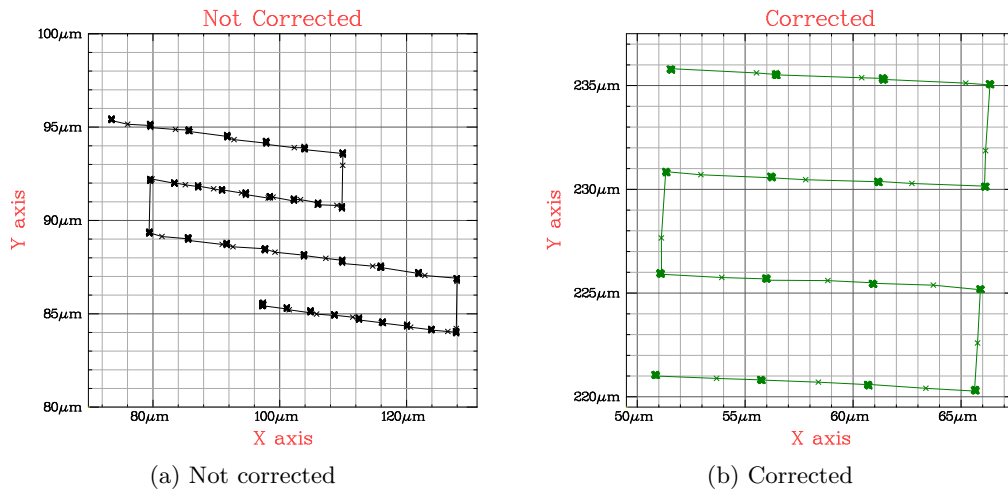 Not Corrected
100μm
95μm
90μm
85μm
80μm
Y axis
80μm 100μm 120μm
X axis
(a) Not corrected
Corrected
235μm
230μm
225μm
220μm
Y axis
50μm 55μm 60μm 65μm
X axis
(b) Corrected